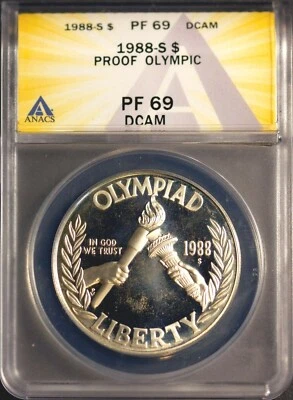 1988-S $ PF 69 DCAM
1988-S $
PROOF OLYMPIC
ANACS
PF 69
DCAM
OLYMPIAD
IN GOD
WE TRUST
1988
S
LIBERTY